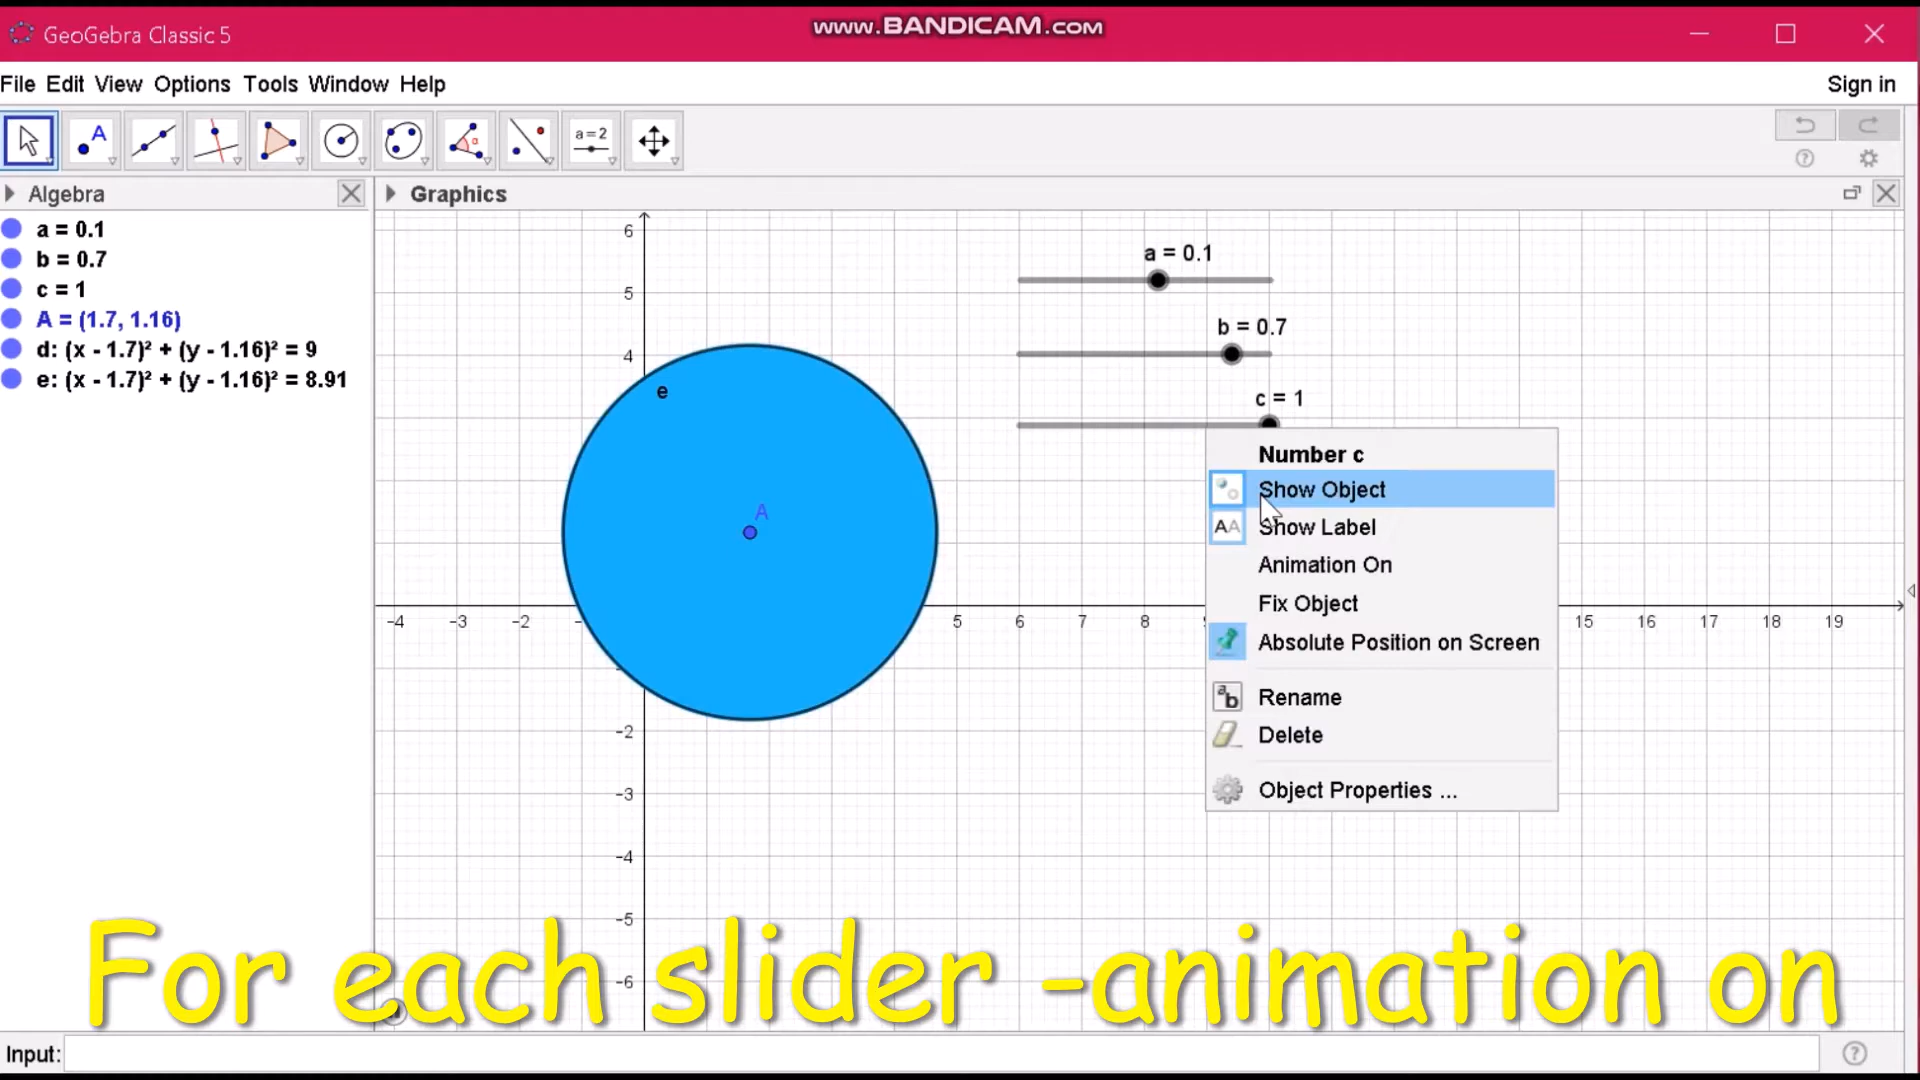 www.BANDICAM.com
GeoGebra Classic 5
File Edit View Options Tools Window Help
Sign in
A
α
a=2
Algebra
Graphics
a = 0.1
b = 0.7
c = 1
A = (1.7, 1.16)
d: (x - 1.7)² + (y - 1.16)² = 9
e: (x - 1.7)² + (y - 1.16)² = 8.91
6
5
4
-2
-3
-4
-5
-6
-4 -3 -2 - 5 6 7 8 9 15 16 17 18 19
e
A
a = 0.1
b = 0.7
c = 1
Number c
Show Object
AA Show Label
Animation On
Fix Object
Absolute Position on Screen
ab Rename
Delete
Object Properties ...
For each slider -animation on
Input: